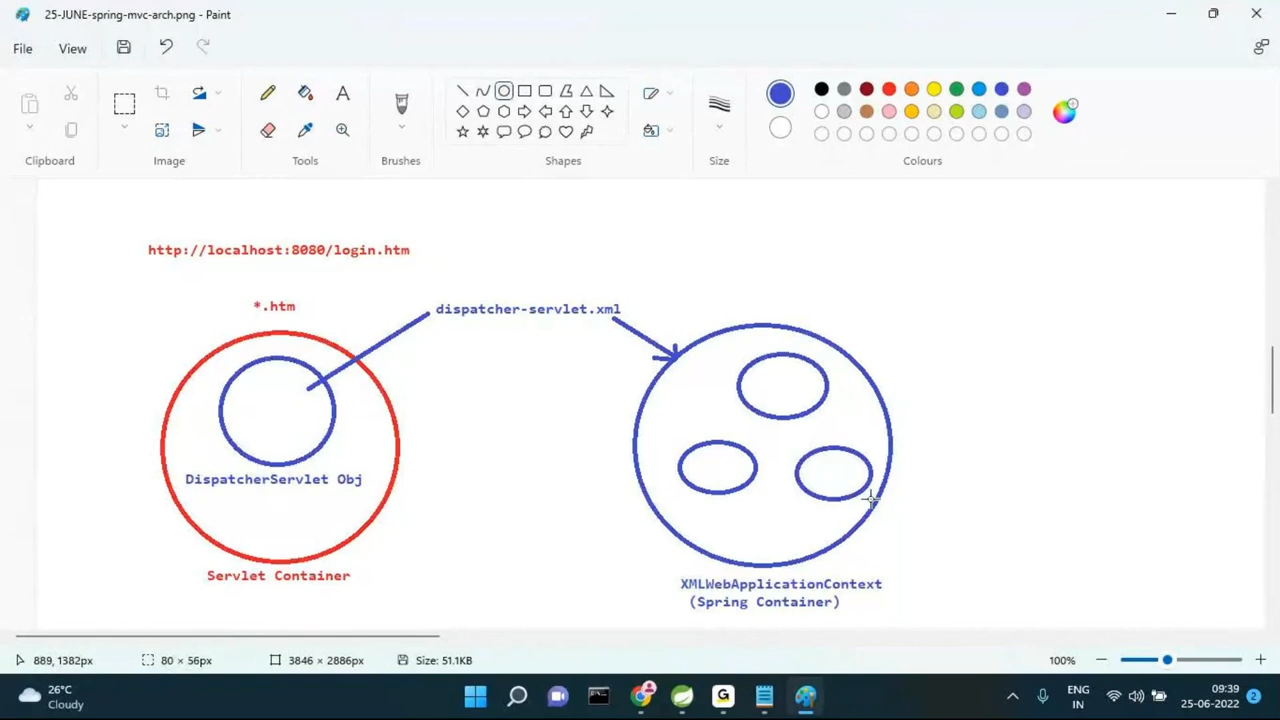 25-JUNE-spring-mvc-arch.png - Paint
File View
Clipboard Image Tools Brushes Shapes Size Colours
http://localhost:8080/login.htm
*.htm
dispatcher-servlet.xml
DispatcherServlet Obj
Servlet Container
XMLWebApplicationContext
(Spring Container)
889, 1382px 80 × 56px 3846 × 2886px Size: 51.1KB 100%
26°C
Cloudy
ENG
IN
09:39
25-06-2022
2